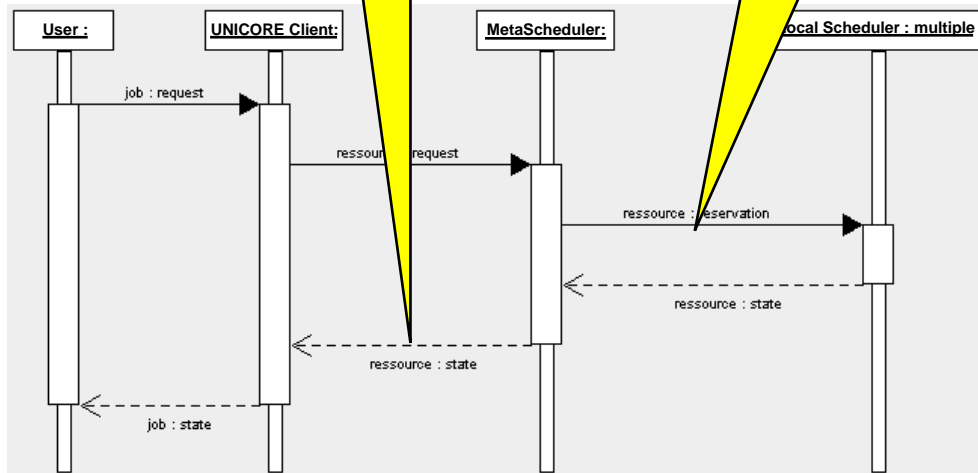 User :
UNICORE Client:
MetaScheduler:
ocal Scheduler : multiple
job : request
ressour request
ressource : eservation
ressource : state
ressource : state
job : state